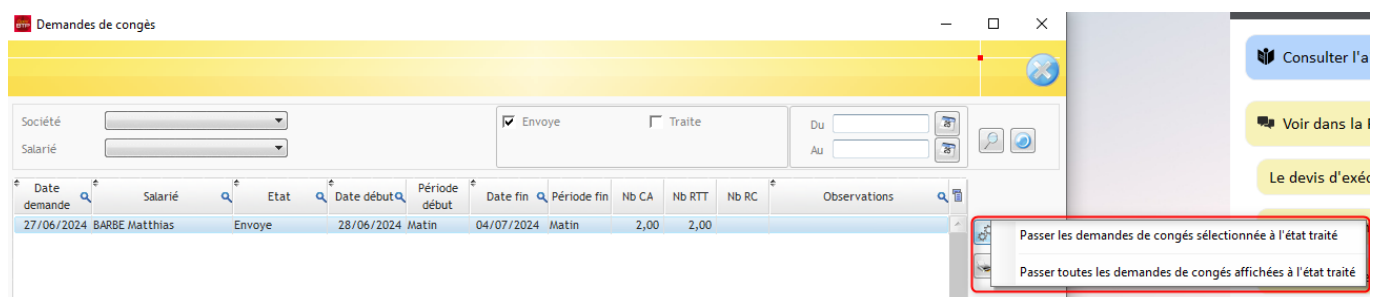 Demandes de congès
Consulter l'a
Société
Envoye
Traite
Du
Voir dans la
Salarié
Au
Le devis d'exéc
Date demande
Salarié
Etat
Date début
Période début
Date fin
Période fin
Nb CA
Nb RTT
Nb RC
Observations
27/06/2024 BARBE Matthias Envoye 28/06/2024 Matin 04/07/2024 Matin 2,00 2,00
Passer les demandes de congés sélectionnée à l'état traité
Passer toutes les demandes de congés affichées à l'état traité